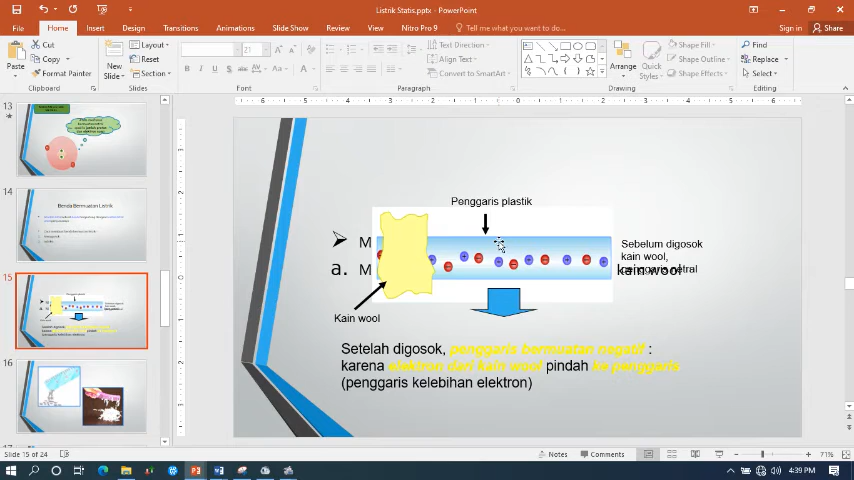 Listrik Statis.pptx - PowerPoint
Sign in
Share
File
Home
Insert
Design
Transitions
Animations
Slide Show
Review
View
Nitro Pro 9
Tell me what you want to do...
Paste
Cut
Copy
Format Painter
Clipboard
New
Slide
Layout
Reset
Section
Slides
B I U S abc AV Aa A
Font
Text Direction
Align Text
Convert to SmartArt
Paragraph
Arrange
Quick
Styles
Shape Fill
Shape Outline
Shape Effects
Drawing
Find
Replace
Select
Editing
13
14
Benda Bermuatan Listrik
15
16
Penggaris plastik
M
a. M
Sebelum digosok
kain wool,
penggaris netral
kain wool
Kain wool
Setelah digosok, penggaris bermuatan negatif :
karena elektron dari kain wool pindah ke penggaris
(penggaris kelebihan elektron)
Slide 15 of 24
Notes
Comments
71%
4:39 PM